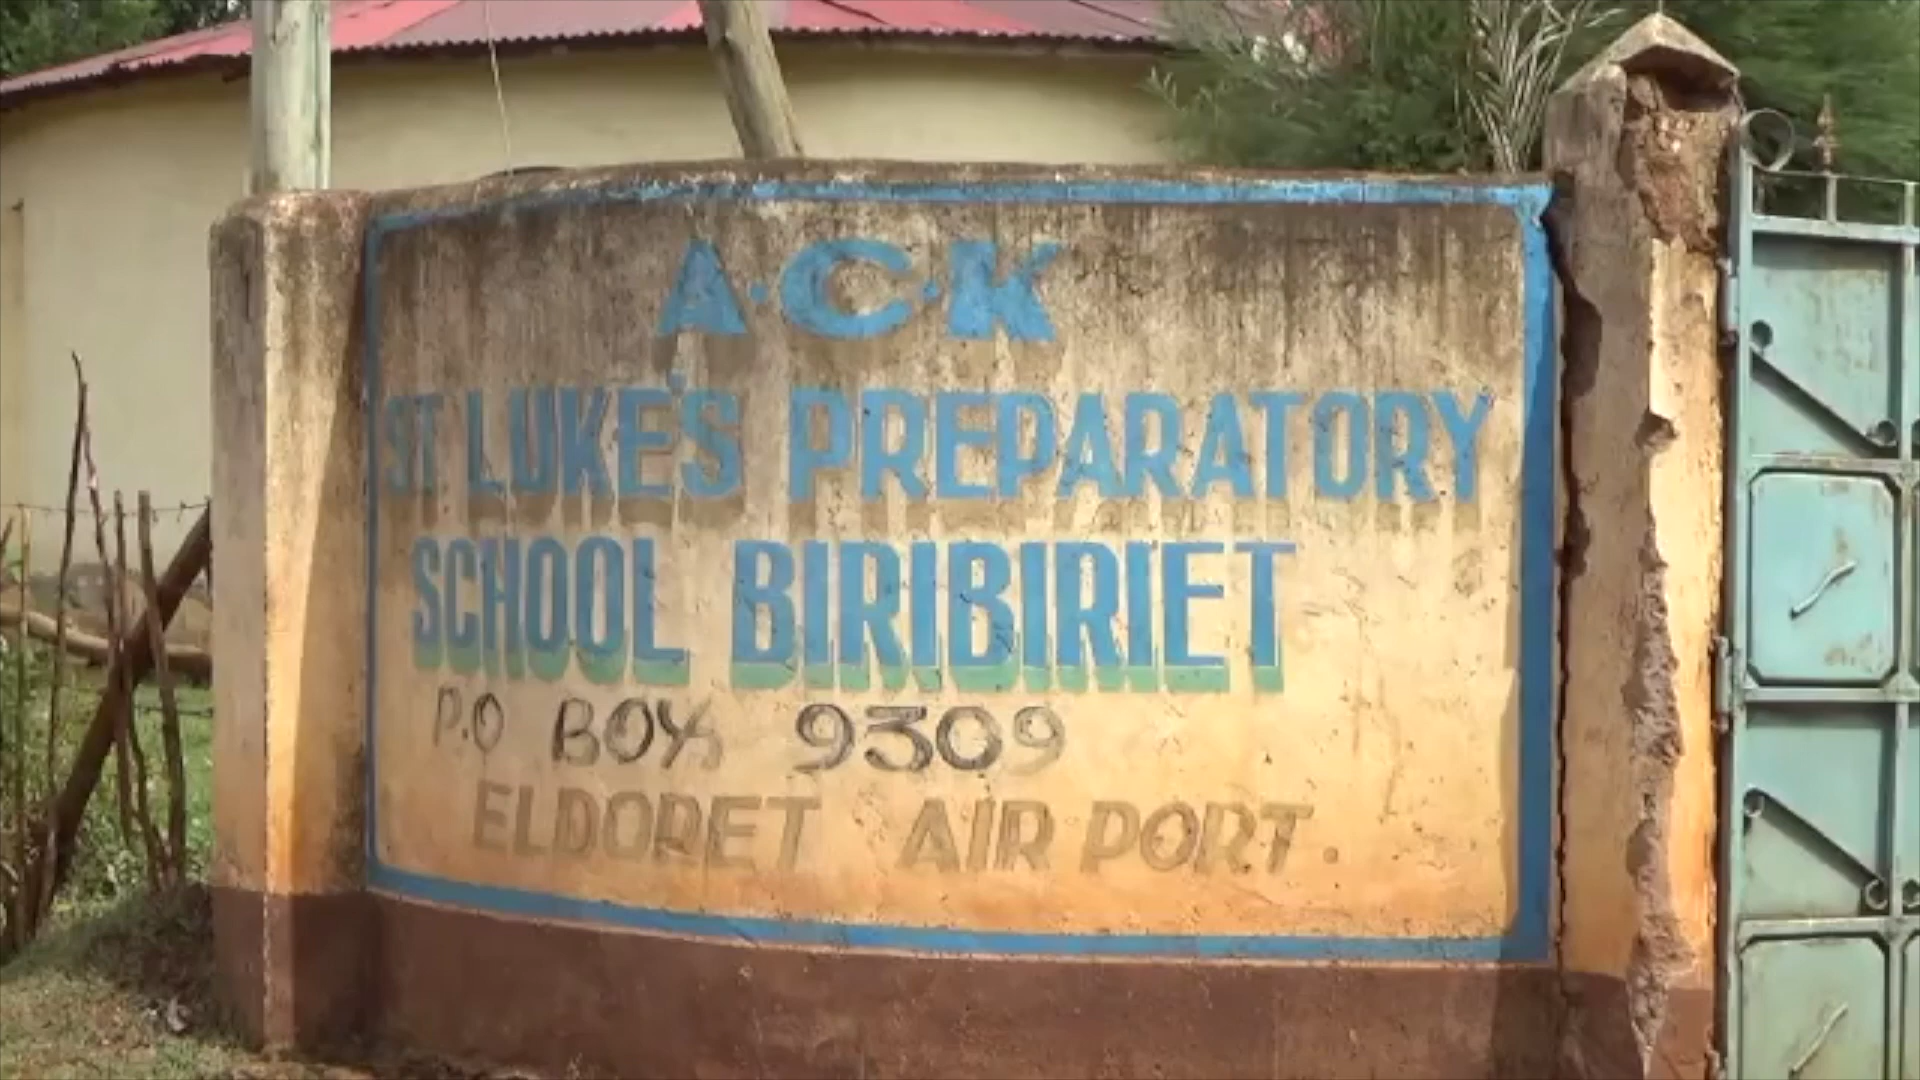 A.C.K
ST LUKE'S PREPARATORY
SCHOOL BIRIBIRIET
P.O BOX 9309
ELDORET AIR PORT.